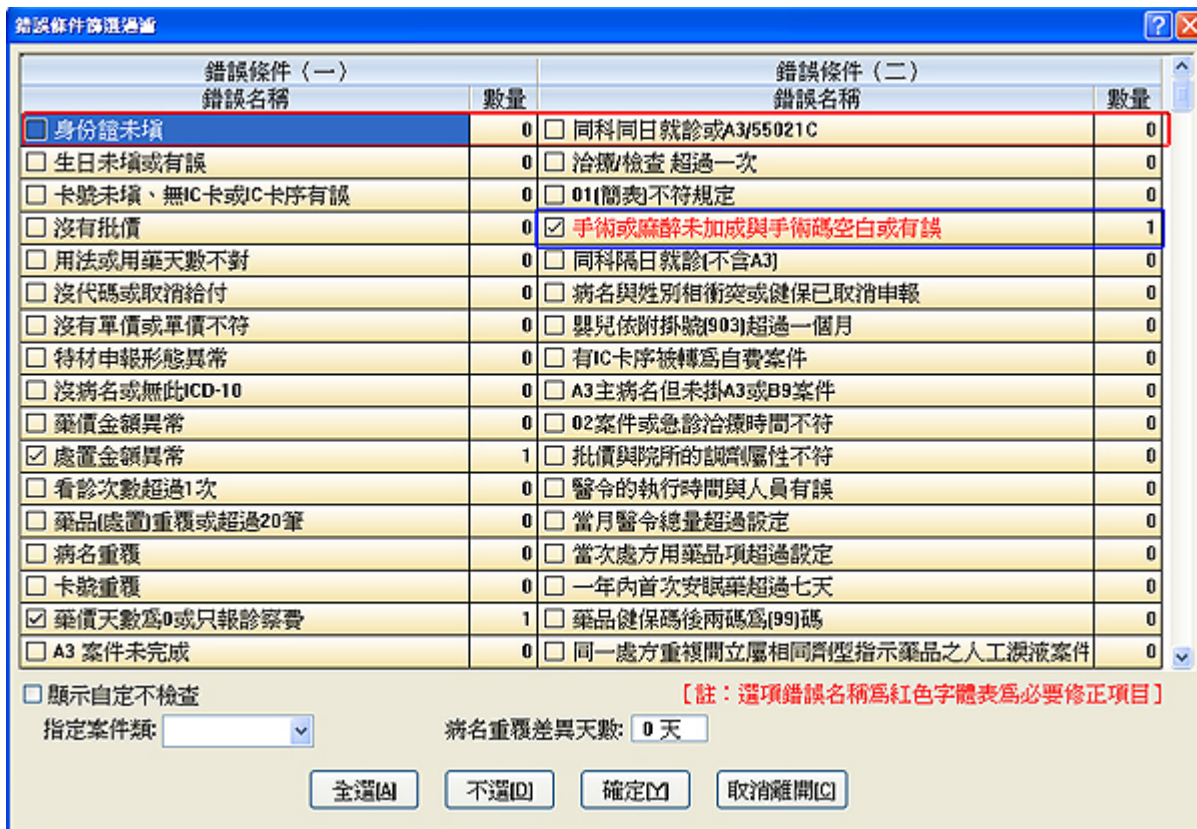 錯誤條件篩選過濾
錯誤條件〈一〉 錯誤條件〈二〉
錯誤名稱 數量 錯誤名稱 數量
身份證未填 0 同科同日就診或A3/55021C 0
生日未填或有誤 0 治療/檢查 超過一次 0
卡號未填、無IC卡或IC卡序有誤 0 01(簡表)不符規定 0
沒有批價 0 手術或麻醉未加成與手術碼空白或有誤 1
用法或用藥天數不對 0 同科隔日就診(不含A3) 0
沒代碼或取消給付 0 病名與姓別相衝突或健保已取消申報 0
沒有單價或單價不符 0 嬰兒依附掛號(903)超過一個月 0
特材申報形態異常 0 有IC卡序被轉為自費案件 0
沒病名或無此ICD-10 0 A3主病名但未掛A3或B9案件 0
藥價金額異常 0 02案件或急診治療時間不符 0
處置金額異常 1 批價與院所的調劑屬性不符 0
看診次數超過1次 0 醫令的執行時間與人員有誤 0
藥品(處置)重覆或超過20筆 0 當月醫令總量超過設定 0
病名重覆 0 當次處方用藥品項超過設定 0
卡號重覆 0 一年內首次安眠藥超過七天 0
藥價天數為0或只報診察費 1 藥品健保碼後兩碼為(99)碼 0
A3 案件未完成 0 同一處方重複開立屬相同劑型指示藥品之人工淚液案件 0
顯示自定不檢查 [註：選項錯誤名稱為紅色字體表為必要修正項目]
指定案件類: 病名重覆差異天數: 0 天
全選[A] 不選[D] 確定[Y] 取消離開[C]